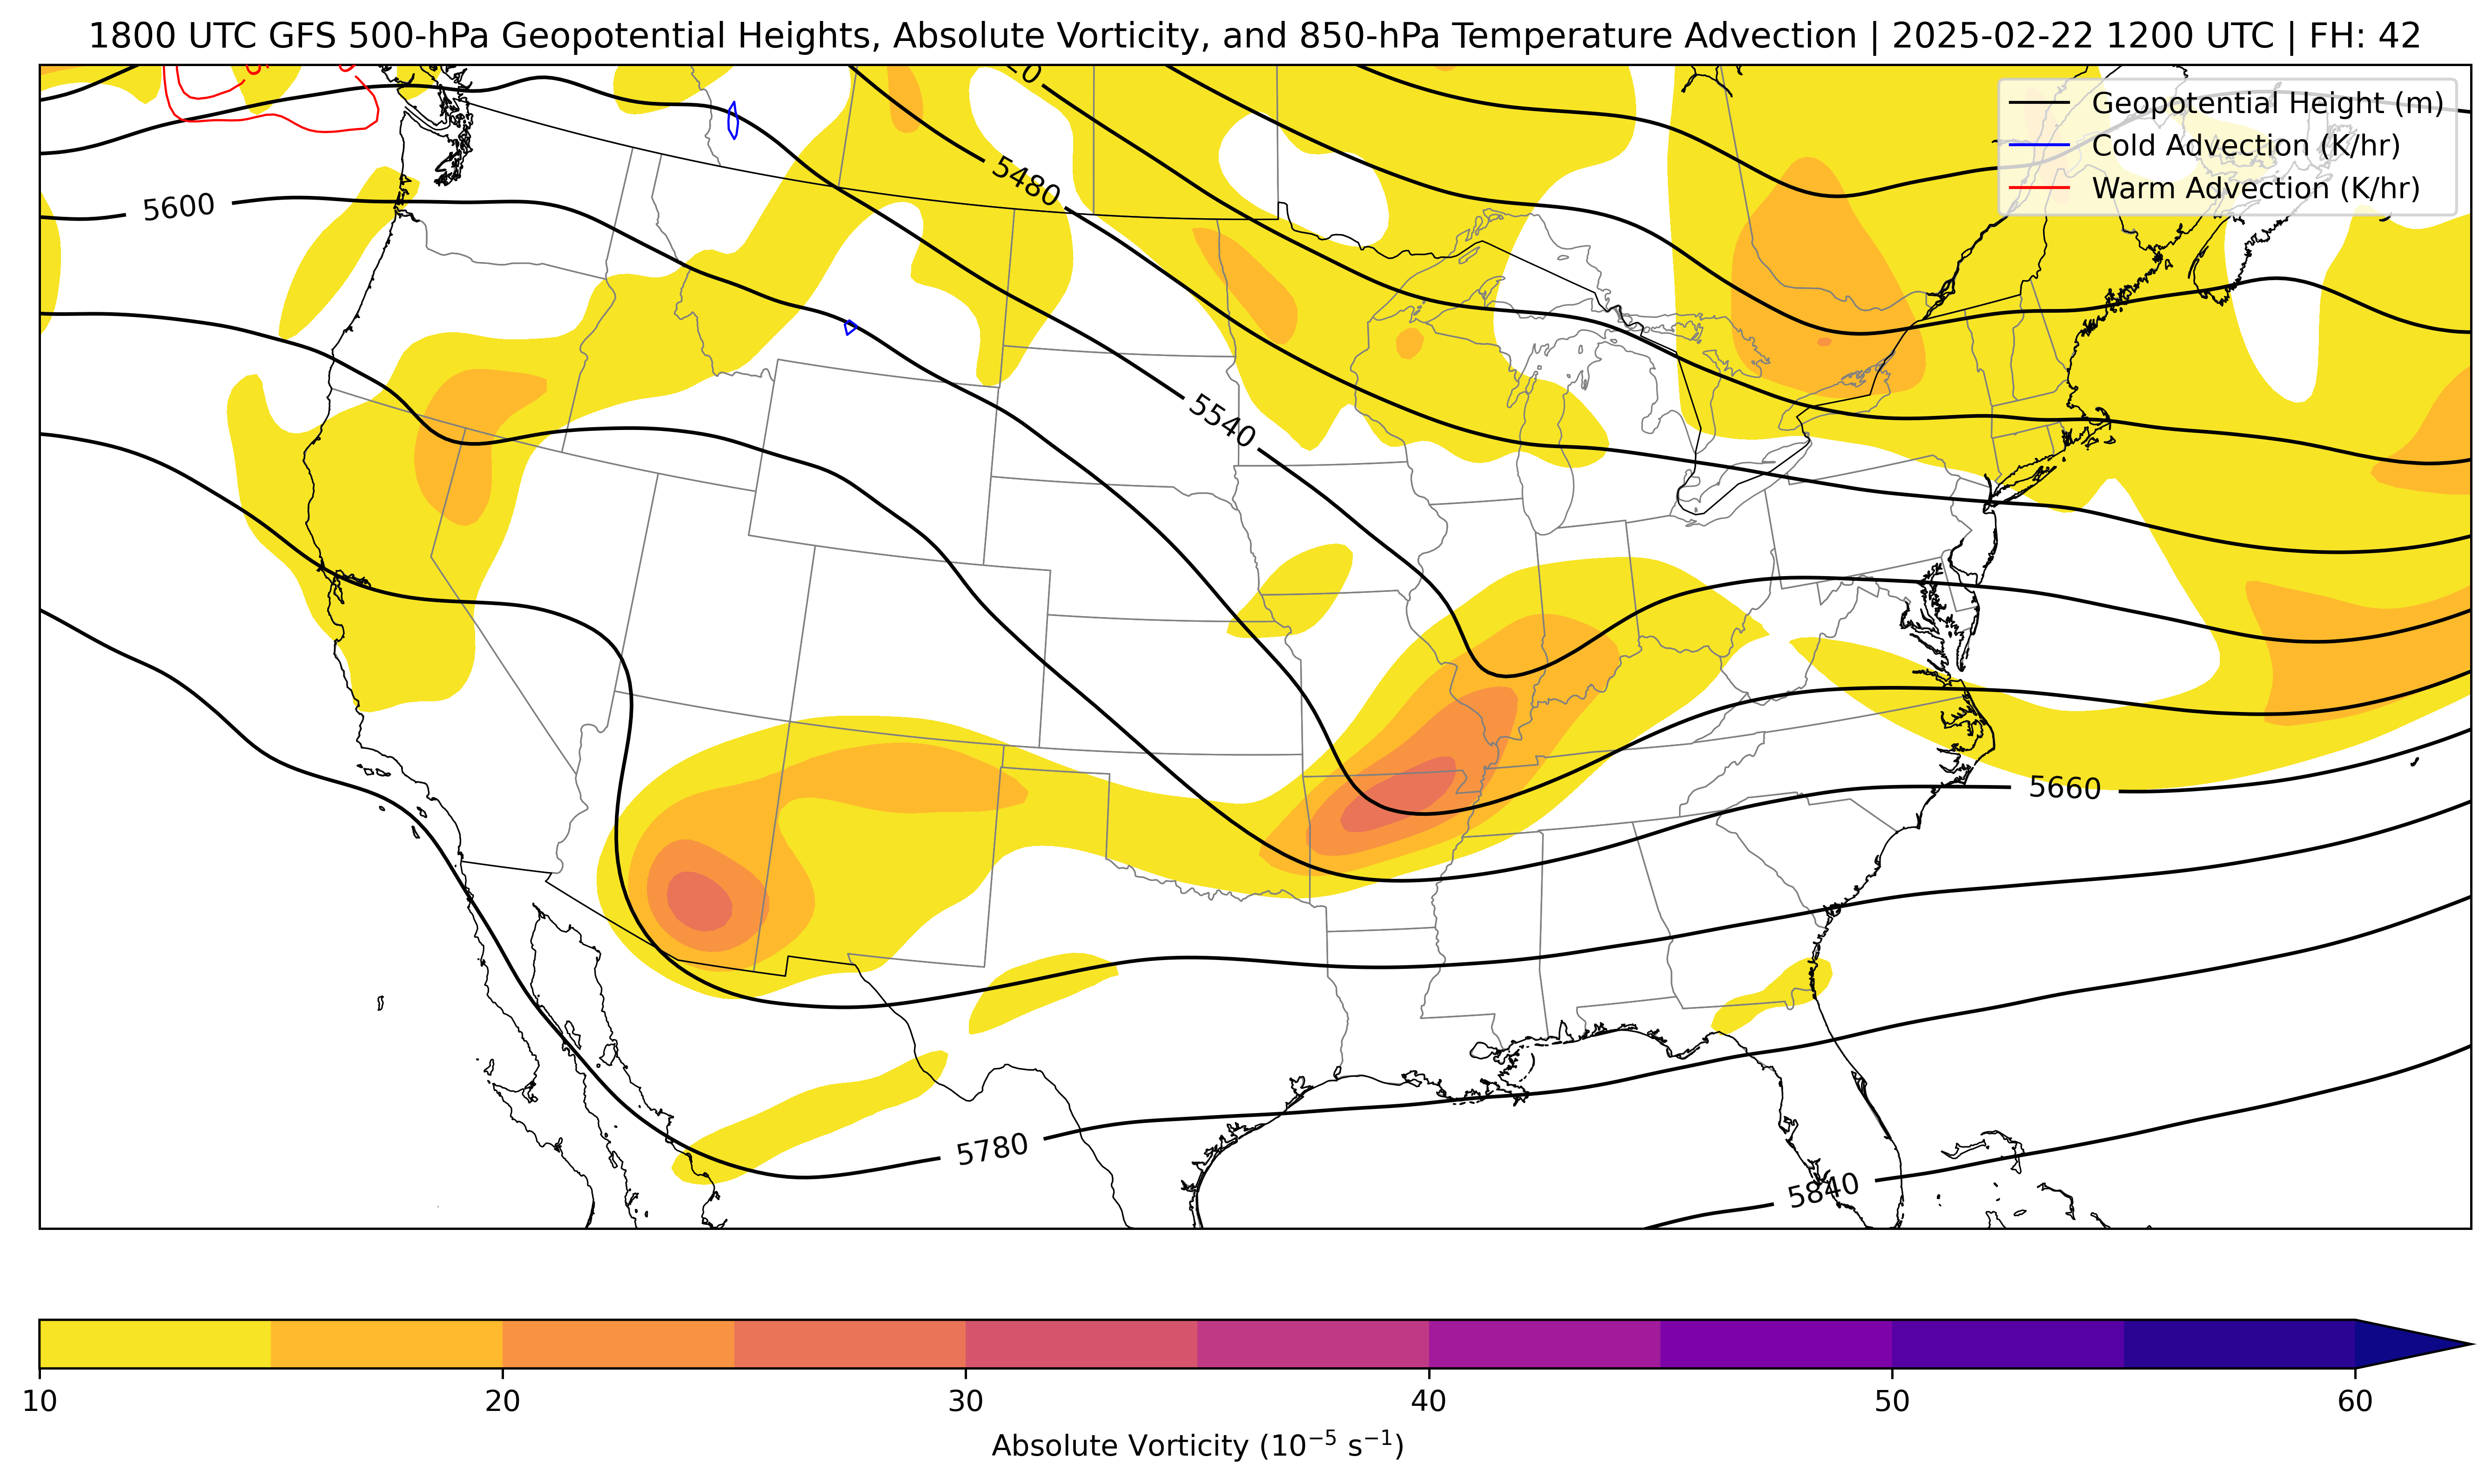 1800 UTC GFS 500-hPa Geopotential Heights, Absolute Vorticity, and 850-hPa Temperature Advection | 2025-02-22 1200 UTC | FH: 42
Geopotential Height (m)
Cold Advection (K/hr)
Warm Advection (K/hr)
5480
5600
5540
5660
5780
5840
10 20 30 40 50 60
Absolute Vorticity (10⁻⁵ s⁻¹)